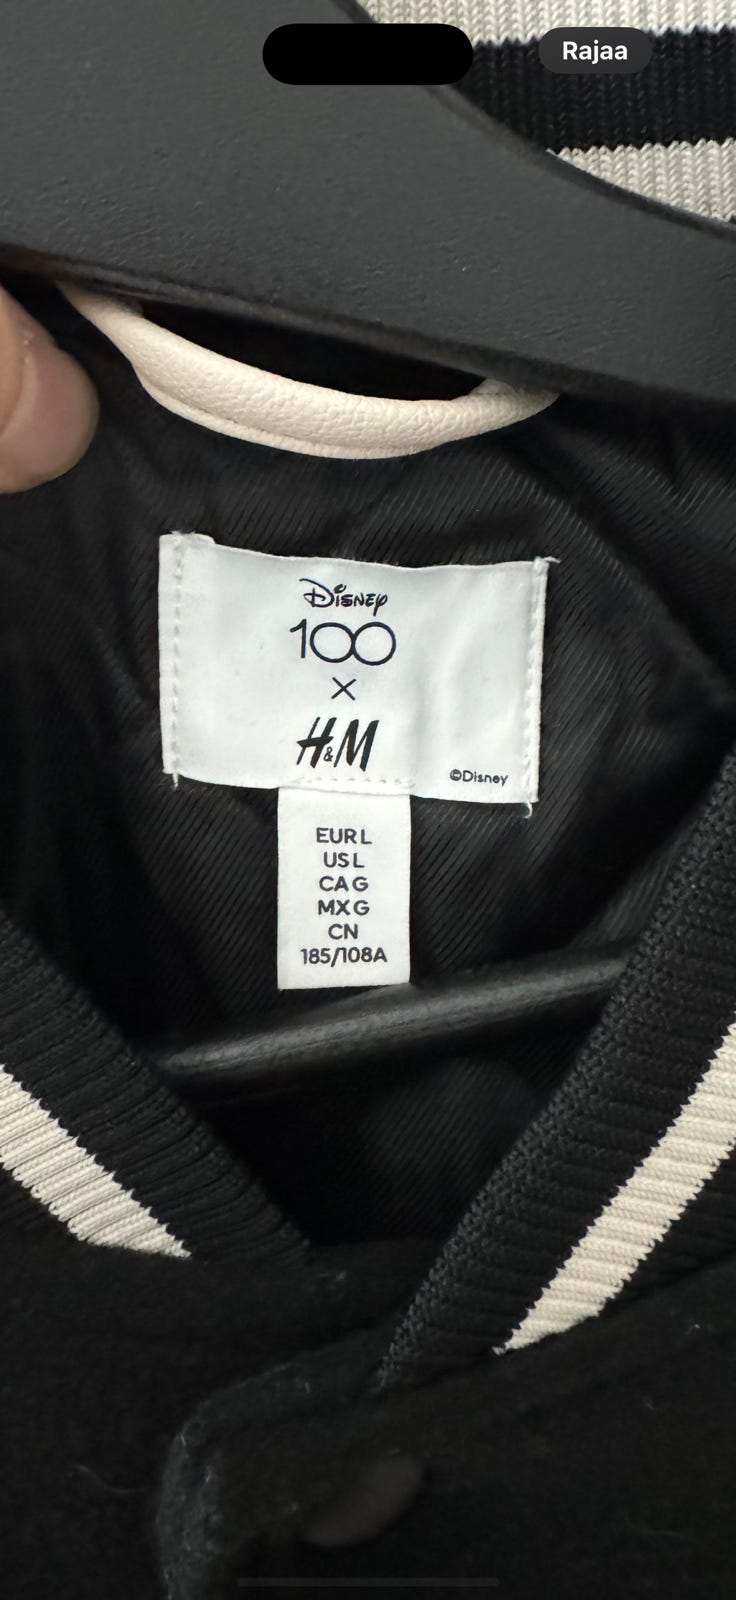 Rajaa
Disney
100
×
H&M
©Disney
EUR L
US L
CA G
MX G
CN
185/108A